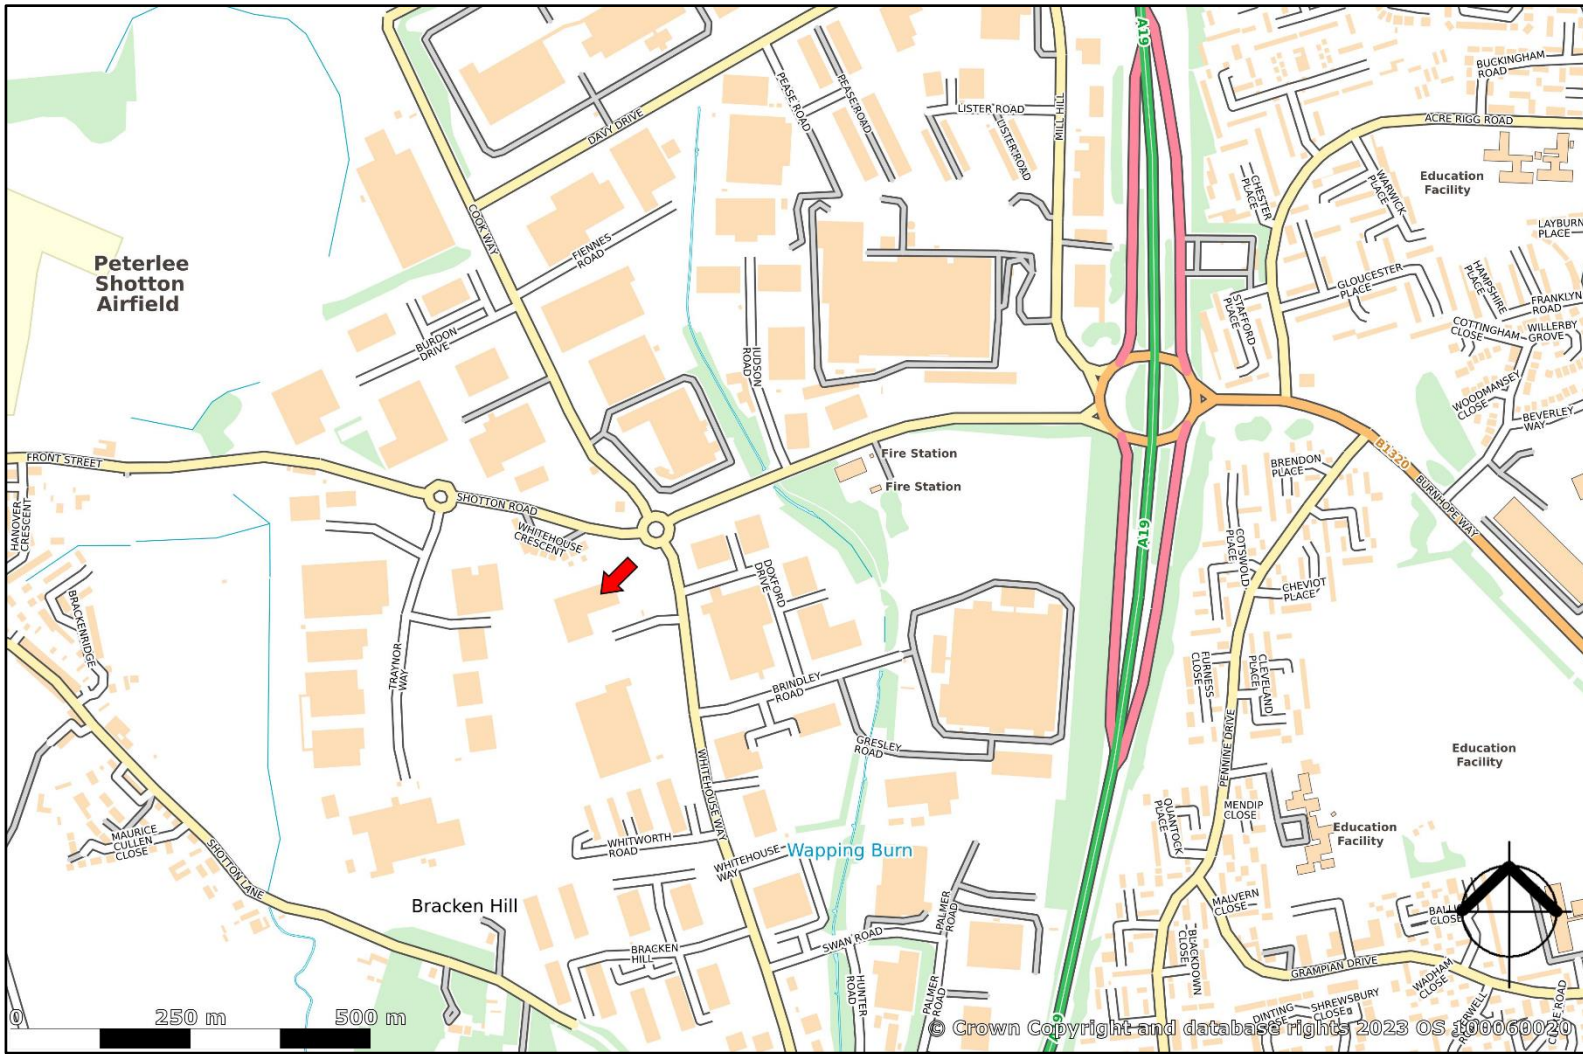 A19
BUCKINGHAM
ROAD
PEASE ROAD
PEASE ROAD
LISTER ROAD
LISTER ROAD
MILL HILL
ACRE RIGG ROAD
DAVY DRIVE
Education
Facility
CHESTER
PLACE
WARWICK
PLACE
COOK WAY
LAYBURN
PLACE
FIENNES
ROAD
Peterlee
Shotton
Airfield
GLOUCESTER
PLACE
HAMPSHIRE
PLACE
FRANKLYN
ROAD
STAFFORD
PLACE
COTTINGHAM
CLOSE
WILLERBY
GROVE
BURDON
DRIVE
JUDSON
ROAD
WOODMANSEY
CLOSE
BEVERLEY
WAY
B1320
FRONT STREET
Fire Station
Fire Station
BRENDON
PLACE
BURNHOPE WAY
HANOVER
CRESCENT
SHOTTON ROAD
WHITEHOUSE
CRESCENT
A19
COTSWOLD
PLACE
DOXFORD
DRIVE
CHEVIOT
PLACE
BRACKENRIDGE
TRAYNOR
WAY
BRINDLEY
ROAD
FURNESS
CLOSE
CLEVELAND
PLACE
GRESLEY
ROAD
PENNINE DRIVE
Education
Facility
WHITEHOUSE WAY
MAURICE
CULLEN
CLOSE
WHITWORTH
ROAD
QUANTOCK
PLACE
MENDIP
CLOSE
Education
Facility
SHOTTON LANE
WHITEHOUSE
WAY
Wapping Burn
Bracken Hill
PALMER
ROAD
MALVERN
CLOSE
CLOSE
BRACKEN
HILL
SWAN ROAD
BLACKDOWN
CLOSE
GRAMPIAN DRIVE
WADHAM
CLOSE
HUNTER
ROAD
PALMER
ROAD
DINTING
CLOSE
SHREWSBURY
CLOSE
ROAD
0 250 m 500 m
© Crown Copyright and database rights 2023 OS 100060020